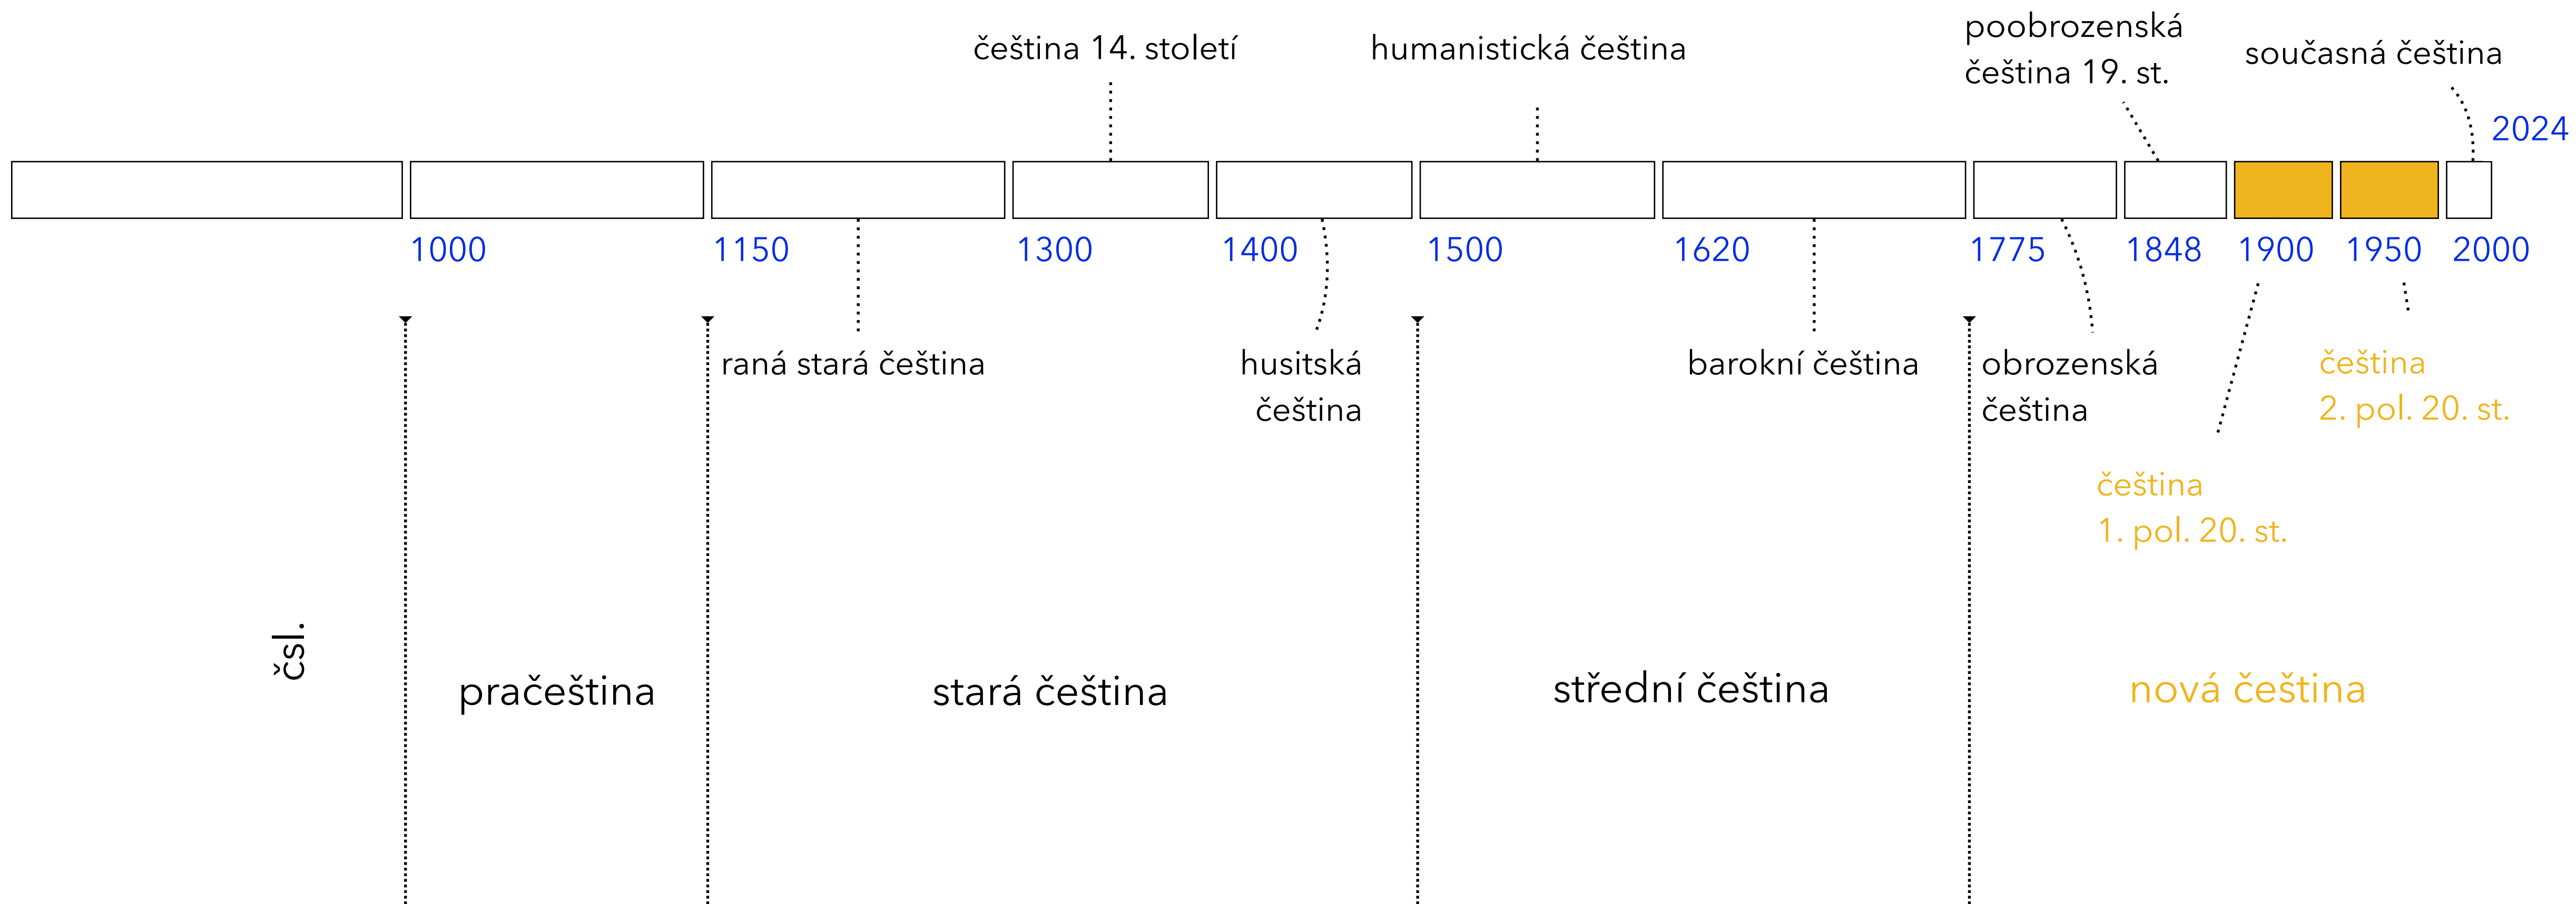 čeština 14. století
humanistická čeština
poobrozenská
čeština 19. st.
současná čeština
2024
1000
1150
1300
1400
1500
1620
1775
1848
1900
1950
2000
raná stará čeština
husitská
čeština
barokní čeština
obrozenská
čeština
čeština
2. pol. 20. st.
čeština
1. pol. 20. st.
čsl.
pračeština
stará čeština
střední čeština
nová čeština